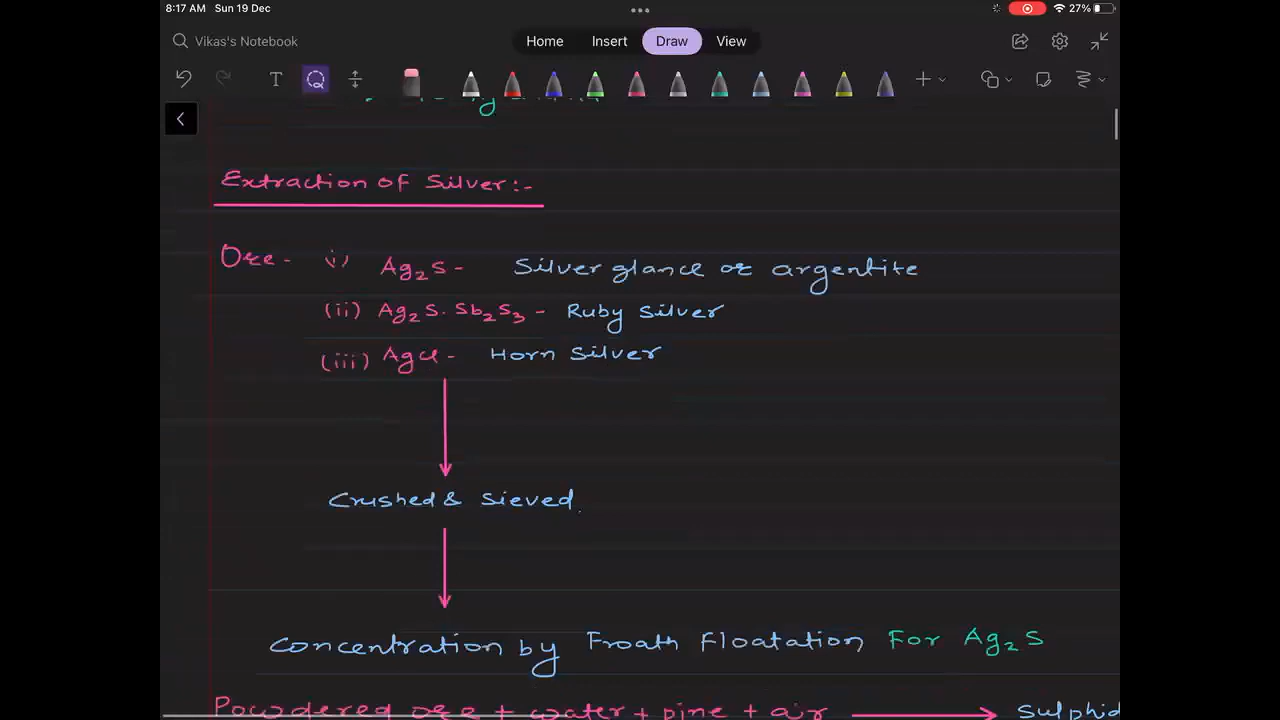 8:17 AM Sun 19 Dec
27%
Vikas's Notebook
Home Insert Draw View
T
Extraction of Silver:-
Ore- (i) Ag₂S- Silver glance or argentite
(ii) Ag₂S.Sb₂S₃- Ruby Silver
(iii) AgCl- Horn Silver
Crushed & Sieved.
Concentration by Froath Floatation For Ag₂S
Powdered ore + water + pine + air → Sulphid